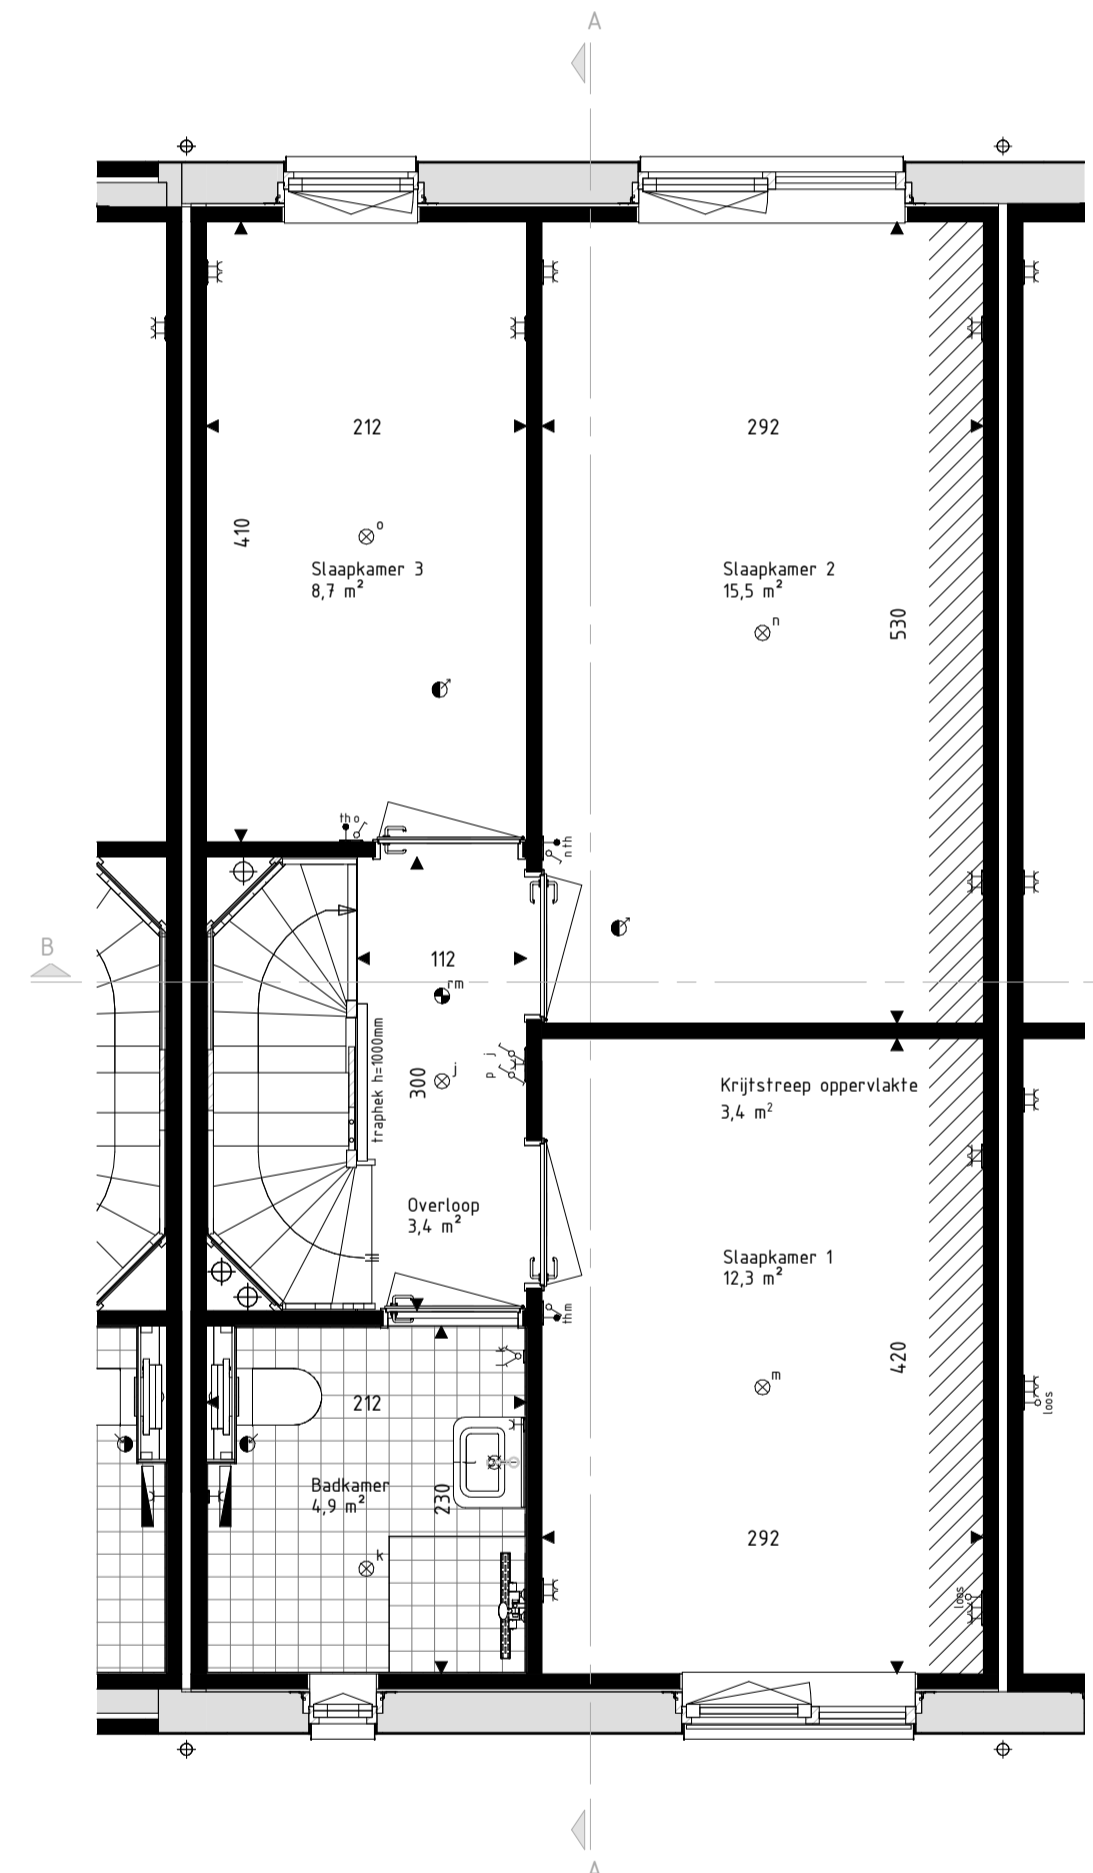 A
212
292
410
o
Slaapkamer 3
8,7 m²
Slaapkamer 2
15,5 m²
n
530
th o
n th
B
112
rm
traphek h=1000mm
300
j
p j
Krijtstreep oppervlakte
3,4 m²
Overloop
3,4 m²
Slaapkamer 1
12,3 m²
thm
k
420
m
212
loos
Badkamer
4,9 m²
230
l
292
k
loos
A